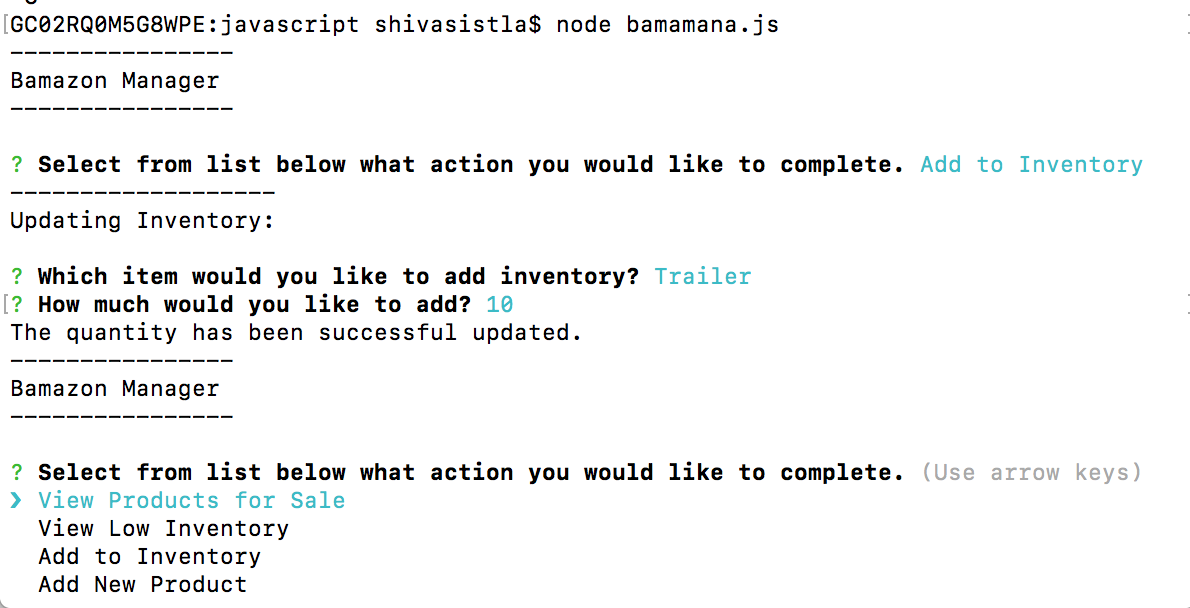 [GC02RQ0M5G8WPE:javascript shivasistla$ node bamamana.js
----------------
Bamazon Manager
----------------
? Select from list below what action you would like to complete. Add to Inventory
-------------------
Updating Inventory:
? Which item would you like to add inventory? Trailer
[? How much would you like to add? 10
The quantity has been successful updated.
----------------
Bamazon Manager
----------------
? Select from list below what action you would like to complete. (Use arrow keys)
❯ View Products for Sale
View Low Inventory
Add to Inventory
Add New Product